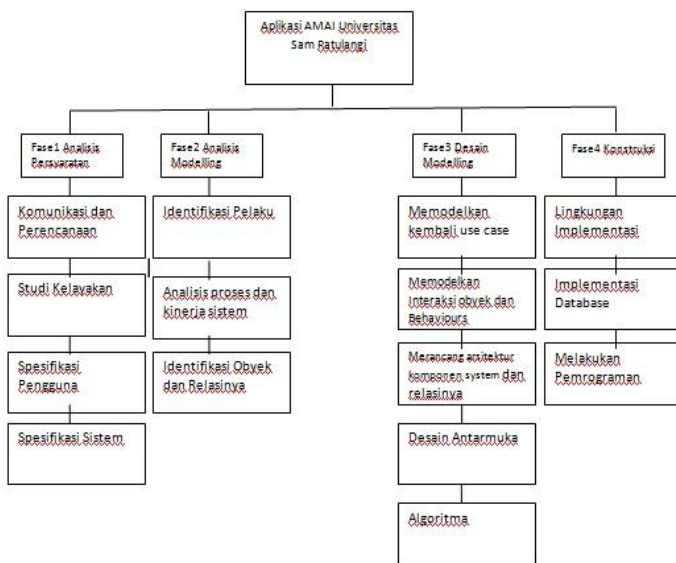 Aplikasi AMAI Universitas
Sam Ratulangi
Fase1 Analisis
Persyaratan
Fase2 Analisis
Modelling
Fase3 Desain
Modelling
Fase4 Konstruksi
Komunikasi dan
Perencanaan
Studi Kelayakan
Spesifikasi
Pengguna
Spesifikasi Sistem
Identifikasi Pelaku
Analisis proses dan
kinerja sistem
Identifikasi Obyek
dan Relasinya
Memodelkan
kembali use case
Memodelkan
Interaksi obyek dan
Behaviours
Merancang arsitektur
komponen system dan
relasinya
Desain Antarmuka
Algoritma
Lingkungan
Implementasi
Implementasi
Database
Melakukan
Pemrograman